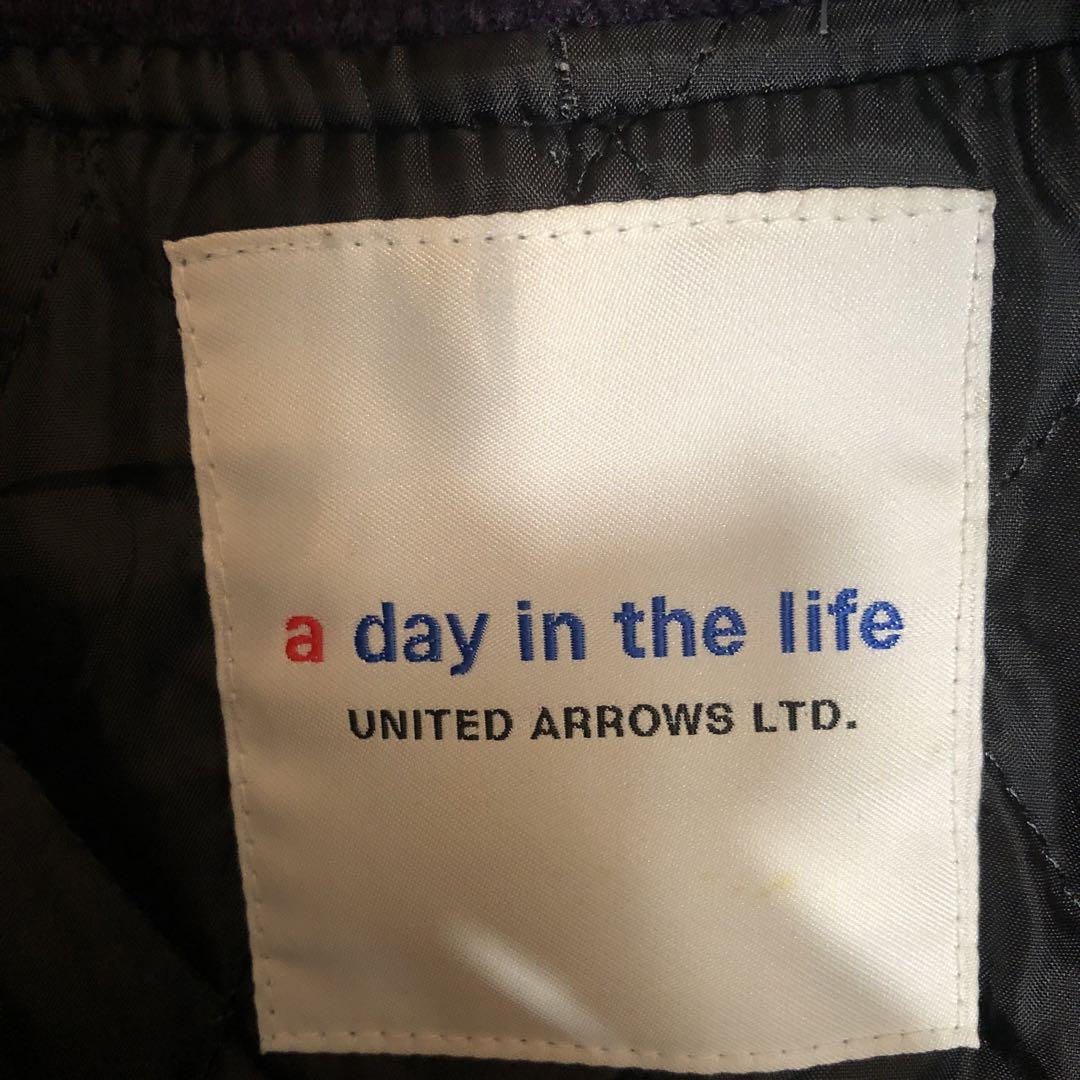 a day in the life
UNITED ARROWS LTD.